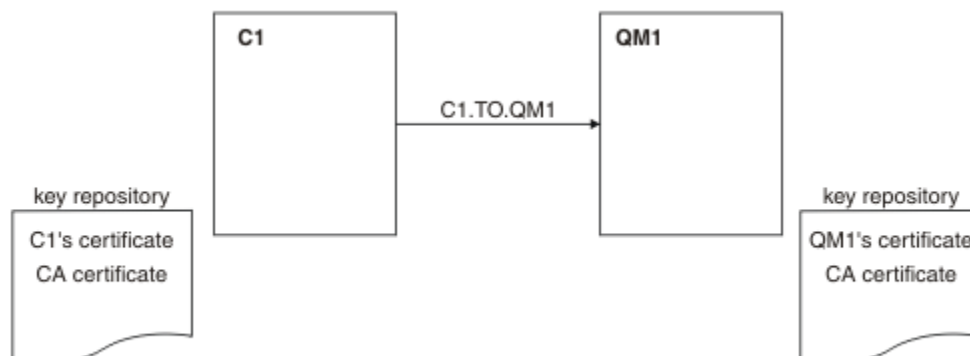 C1
QM1
C1.TO.QM1
key repository
C1's certificate
CA certificate
key repository
QM1's certificate
CA certificate